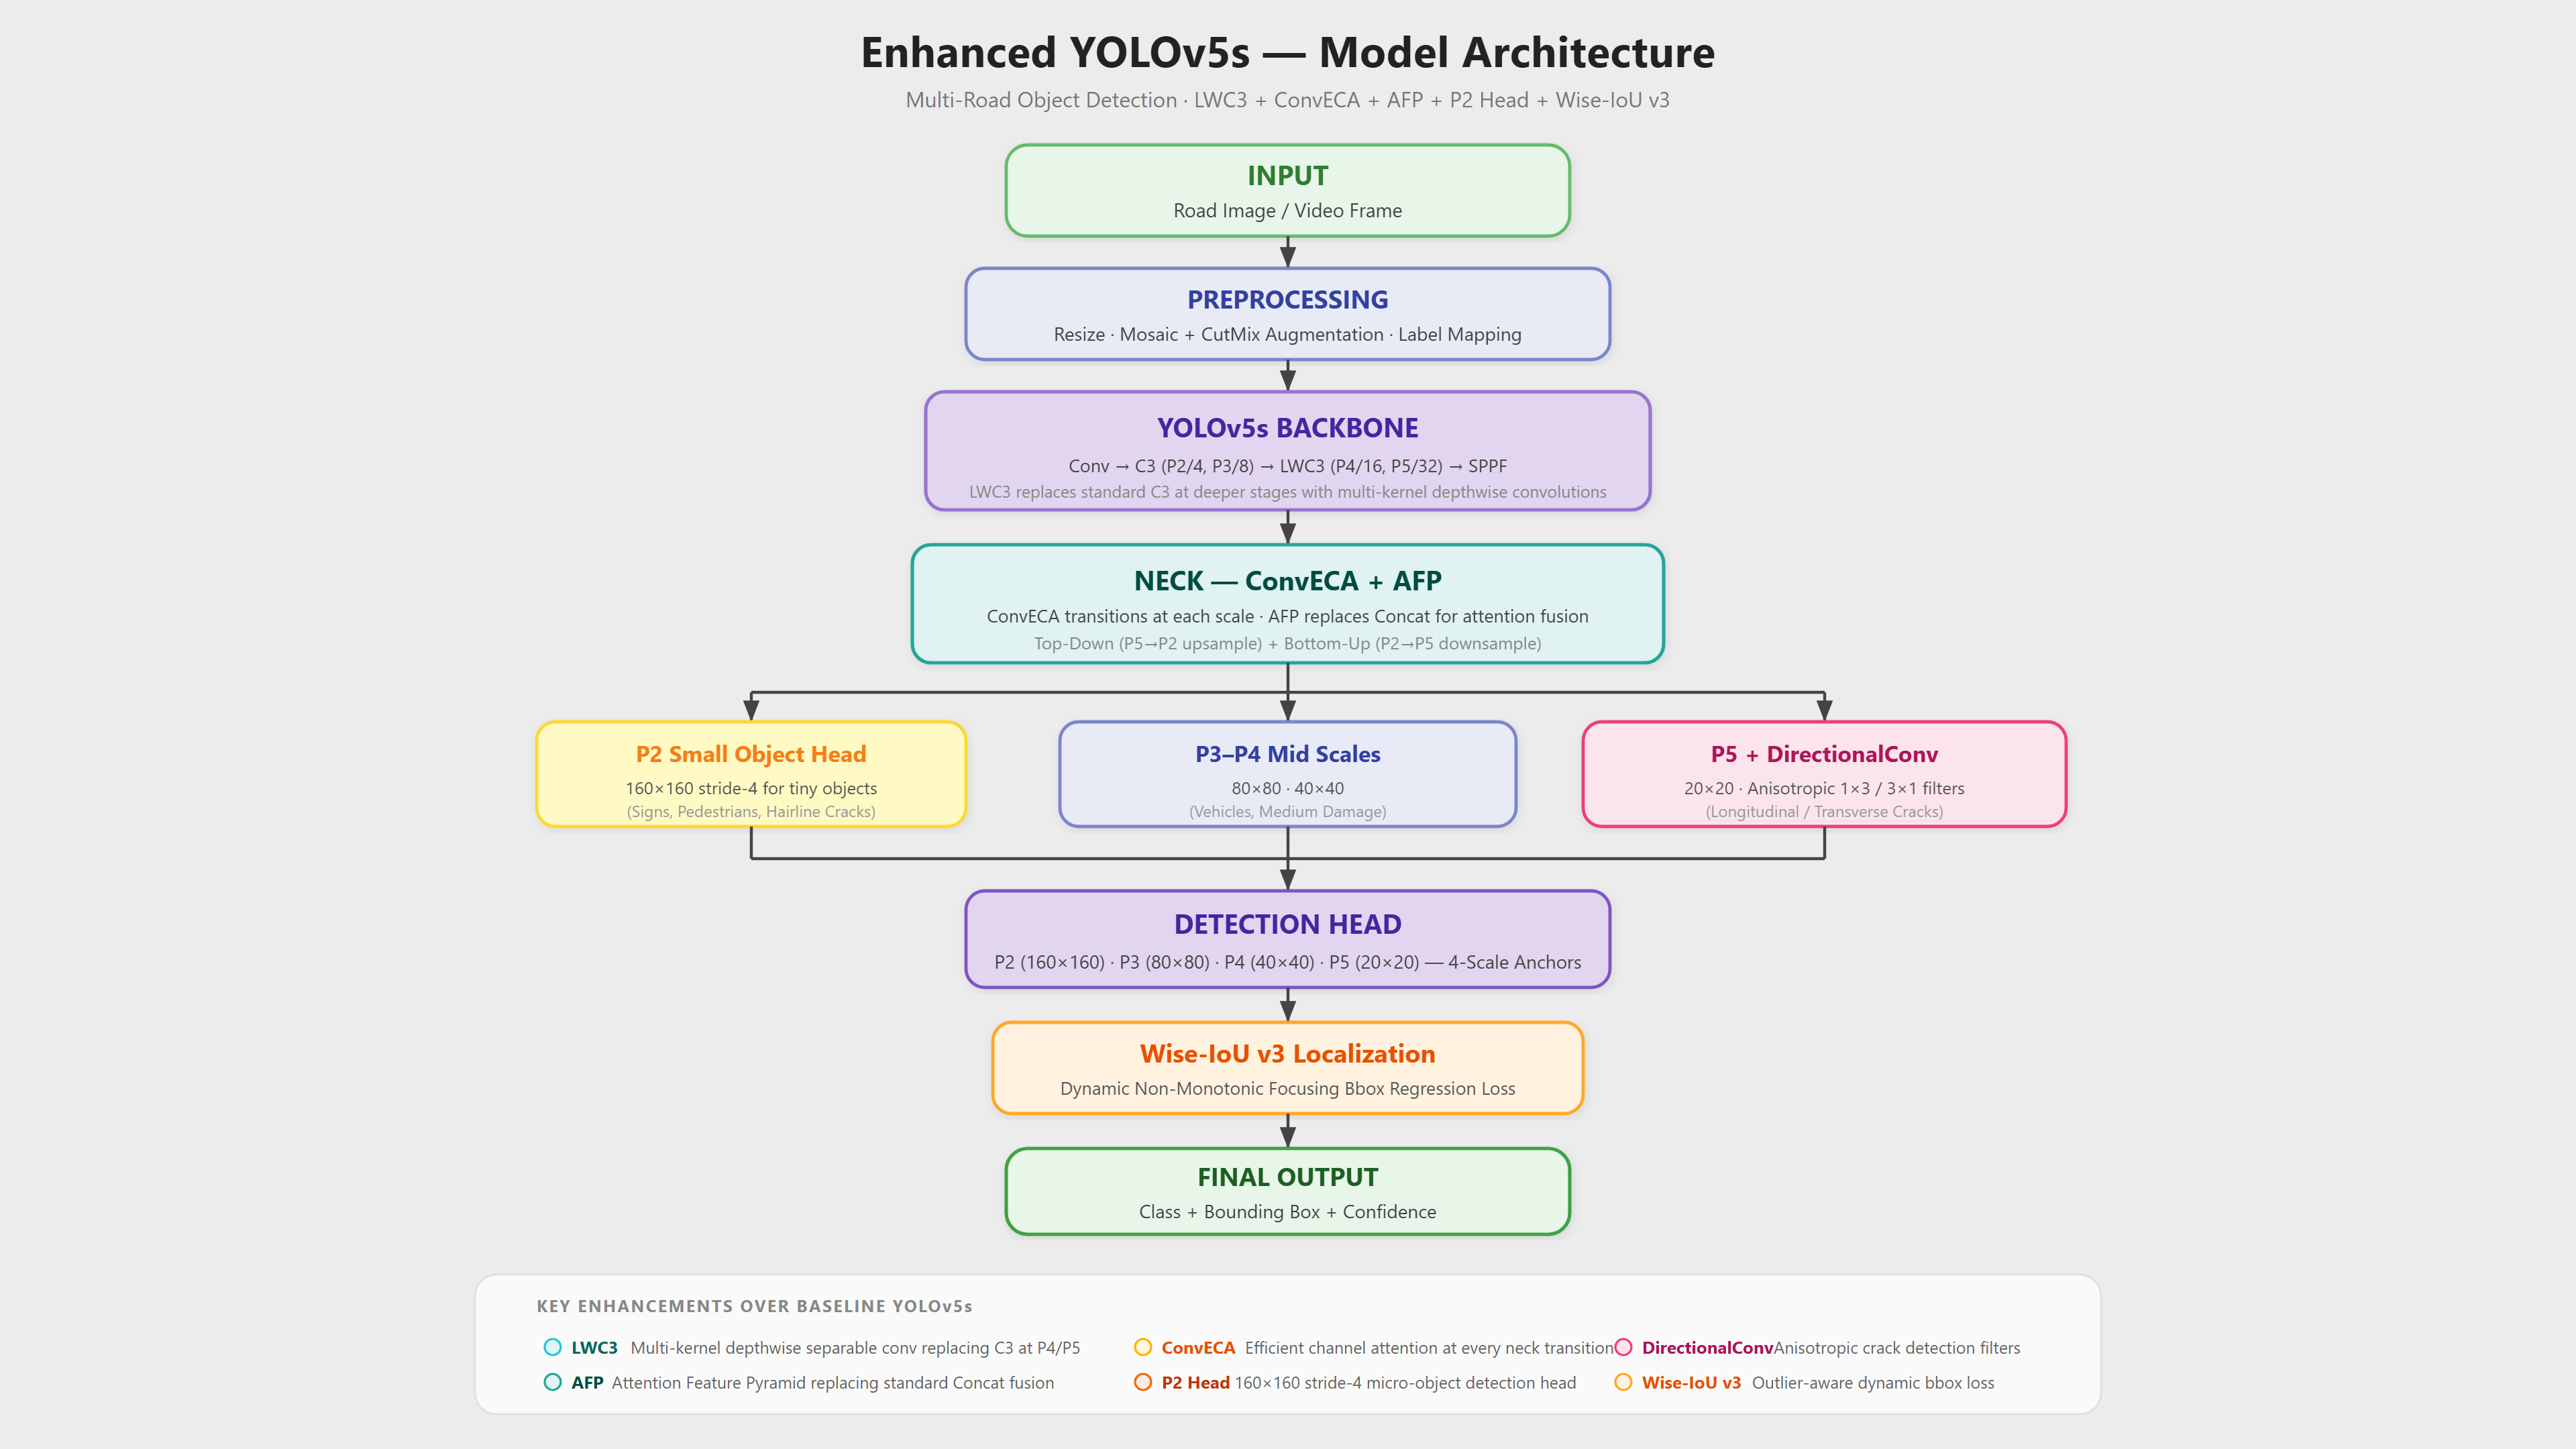 Enhanced YOLOv5s — Model Architecture
Multi-Road Object Detection · LWC3 + ConvECA + AFP + P2 Head + Wise-IoU v3
INPUT
Road Image / Video Frame
PREPROCESSING
Resize · Mosaic + CutMix Augmentation · Label Mapping
YOLOv5s BACKBONE
Conv → C3 (P2/4, P3/8) → LWC3 (P4/16, P5/32) → SPPF
LWC3 replaces standard C3 at deeper stages with multi-kernel depthwise convolutions
NECK — ConvECA + AFP
ConvECA transitions at each scale · AFP replaces Concat for attention fusion
Top-Down (P5→P2 upsample) + Bottom-Up (P2→P5 downsample)
P2 Small Object Head
160×160 stride-4 for tiny objects
(Signs, Pedestrians, Hairline Cracks)
P3–P4 Mid Scales
80×80 · 40×40
(Vehicles, Medium Damage)
P5 + DirectionalConv
20×20 · Anisotropic 1×3 / 3×1 filters
(Longitudinal / Transverse Cracks)
DETECTION HEAD
P2 (160×160) · P3 (80×80) · P4 (40×40) · P5 (20×20) — 4-Scale Anchors
Wise-IoU v3 Localization
Dynamic Non-Monotonic Focusing Bbox Regression Loss
FINAL OUTPUT
Class + Bounding Box + Confidence
KEY ENHANCEMENTS OVER BASELINE YOLOv5s
LWC3 Multi-kernel depthwise separable conv replacing C3 at P4/P5
ConvECA Efficient channel attention at every neck transition
DirectionalConv Anisotropic crack detection filters
AFP Attention Feature Pyramid replacing standard Concat fusion
P2 Head 160×160 stride-4 micro-object detection head
Wise-IoU v3 Outlier-aware dynamic bbox loss